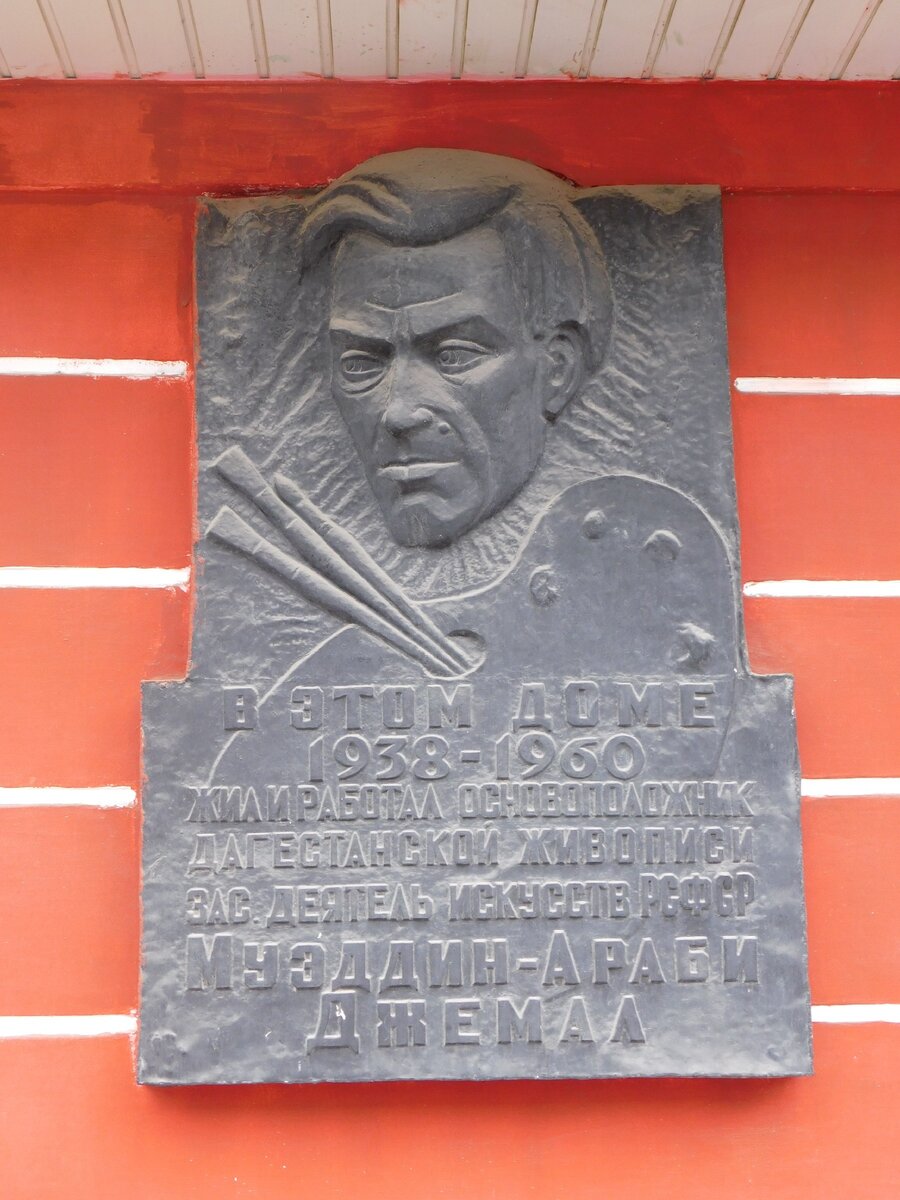 В ЭТОМ ДОМЕ
1938-1960
ЖИЛ И РАБОТАЛ ОСНОВОПОЛОЖНИК
ДАГЕСТАНСКОЙ ЖИВОПИСИ
ЗАС. ДЕЯТЕЛЬ ИСКУССТВ РСФСР
МУЭДДИН-АРАБИ
ДЖЕМАЛ